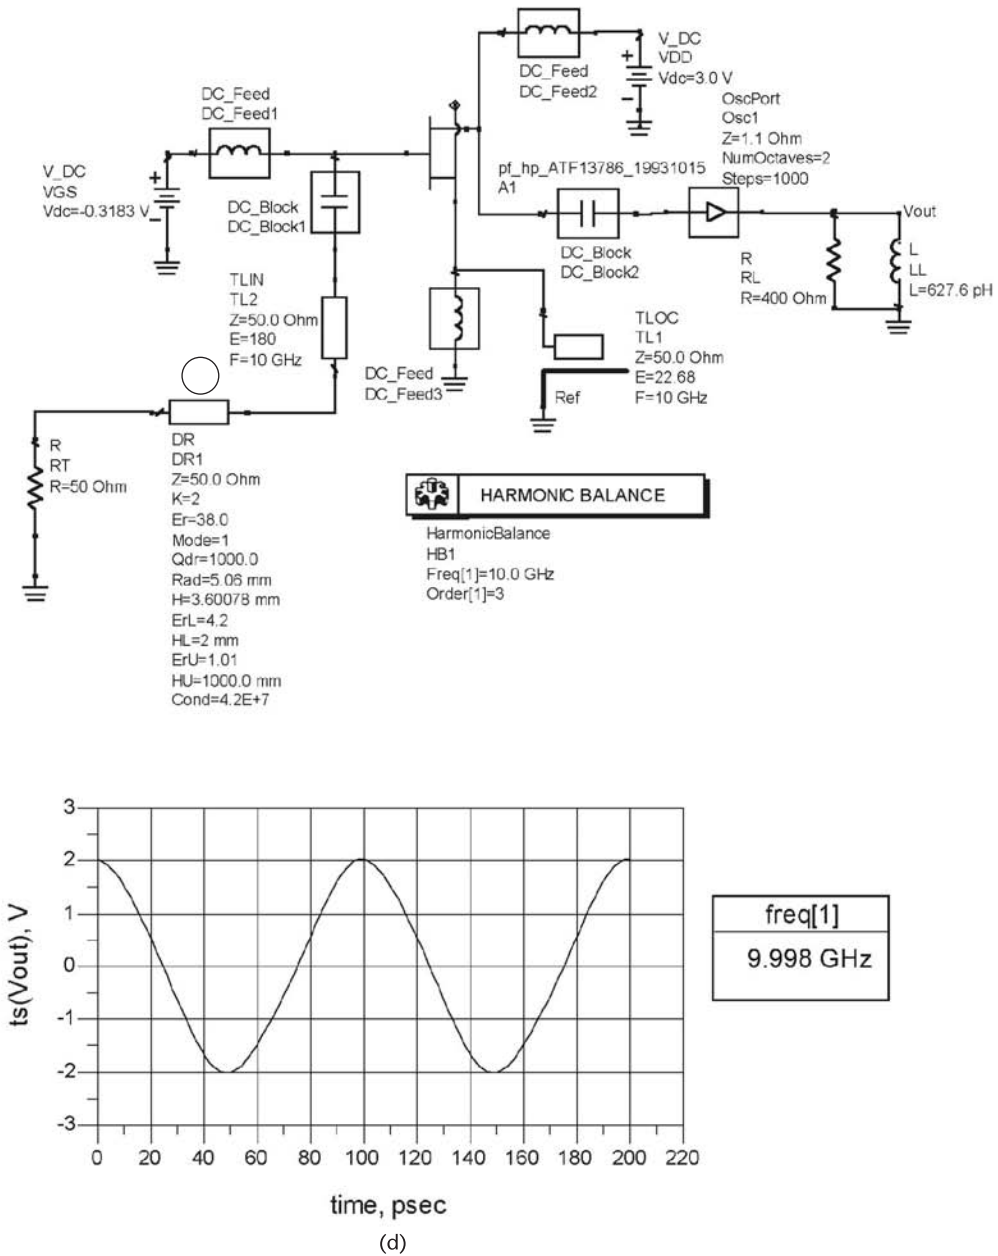 DC_Feed
DC_Feed1
V_DC
VGS
Vdc=-0.3183 V
+
−
DC_Block
DC_Block1
TLIN
TL2
Z=50.0 Ohm
E=180
F=10 GHz
DC_Feed
DC_Feed2
V_DC
VDD
Vdc=3.0 V
+
−
OscPort
Osc1
Z=1.1 Ohm
NumOctaves=2
Steps=1000
pf_hp_ATF13786_19931015
A1
DC_Block
DC_Block2
Vout
R
RL
R=400 Ohm
L
LL
L=627.6 pH
DC_Feed
DC_Feed3
TLOC
TL1
Z=50.0 Ohm
E=22.68
F=10 GHz
Ref
R
RT
R=50 Ohm
DR
DR1
Z=50.0 Ohm
K=2
Er=38.0
Mode=1
Qdr=1000.0
Rad=5.06 mm
H=3.60078 mm
ErL=4.2
HL=2 mm
ErU=1.01
HU=1000.0 mm
Cond=4.2E+7
HARMONIC BALANCE
HarmonicBalance
HB1
Freq[1]=10.0 GHz
Order[1]=3
ts(Vout), V
3
2
1
0
-1
-2
-3
0 20 40 60 80 100 120 140 160 180 200 220
time, psec
freq[1]
9.998 GHz
(d)